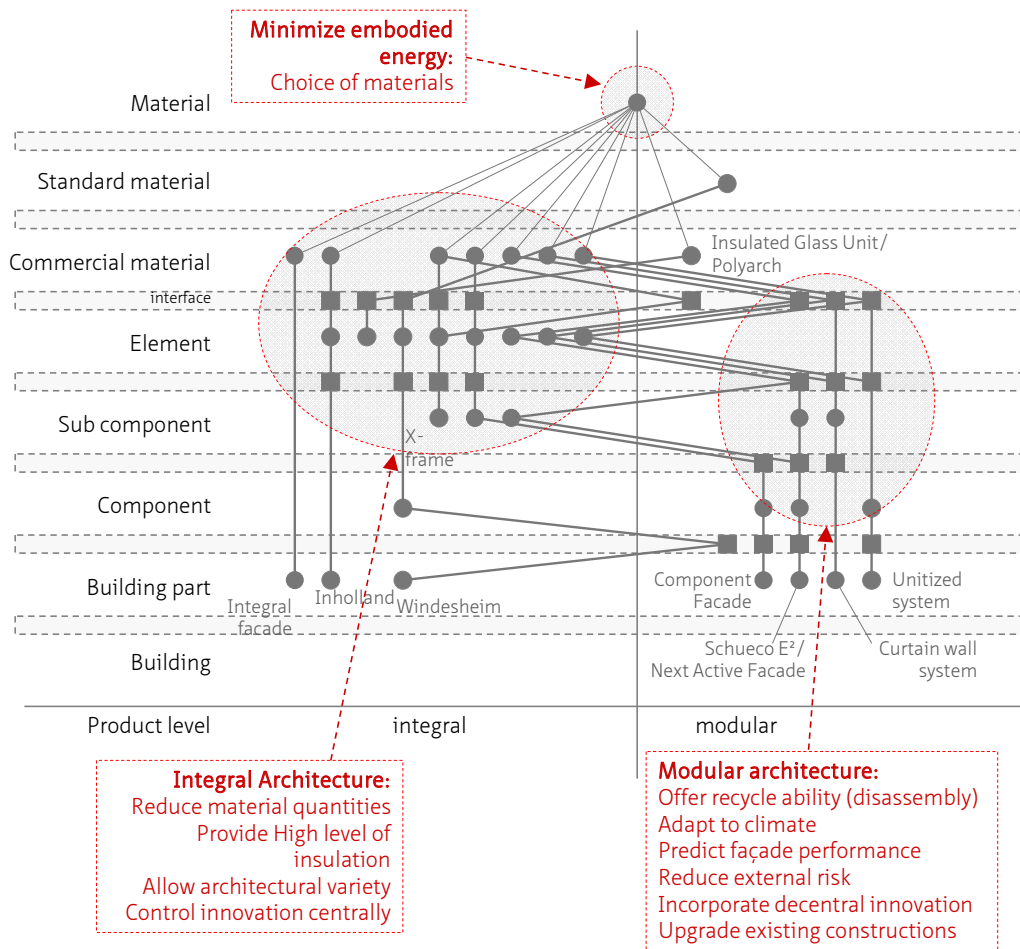 Minimize embodied
energy:
Choice of materials
Material
Standard material
Commercial material
Insulated Glass Unit/
Polyarch
interface
Element
Sub component
X-
frame
Component
Building part
Integral
facade
Inholland
Windesheim
Component
Facade
Unitized
system
Schueco E²/
Next Active Facade
Curtain wall
system
Building
Product level
integral
modular
Integral Architecture:
Reduce material quantities
Provide High level of
insulation
Allow architectural variety
Control innovation centrally
Modular architecture:
Offer recycle ability (disassembly)
Adapt to climate
Predict façade performance
Reduce external risk
Incorporate decentral innovation
Upgrade existing constructions